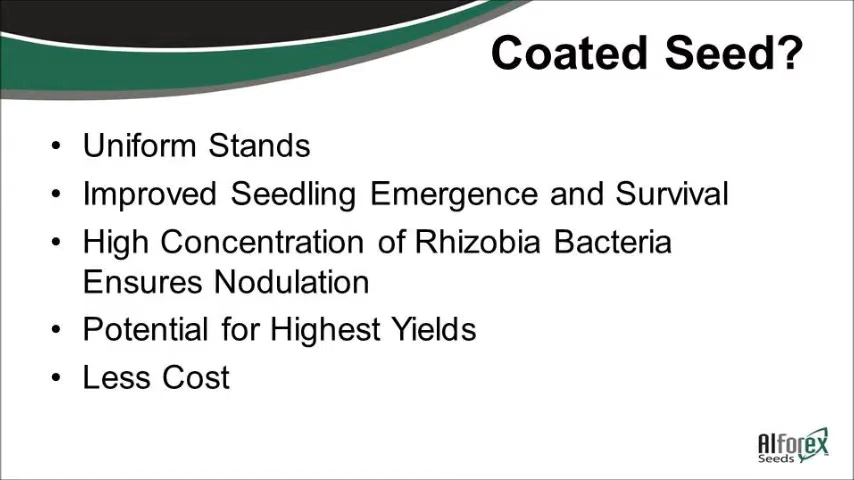 Coated Seed?
• Uniform Stands
• Improved Seedling Emergence and Survival
• High Concentration of Rhizobia Bacteria
Ensures Nodulation
• Potential for Highest Yields
• Less Cost
Alforex
Seeds